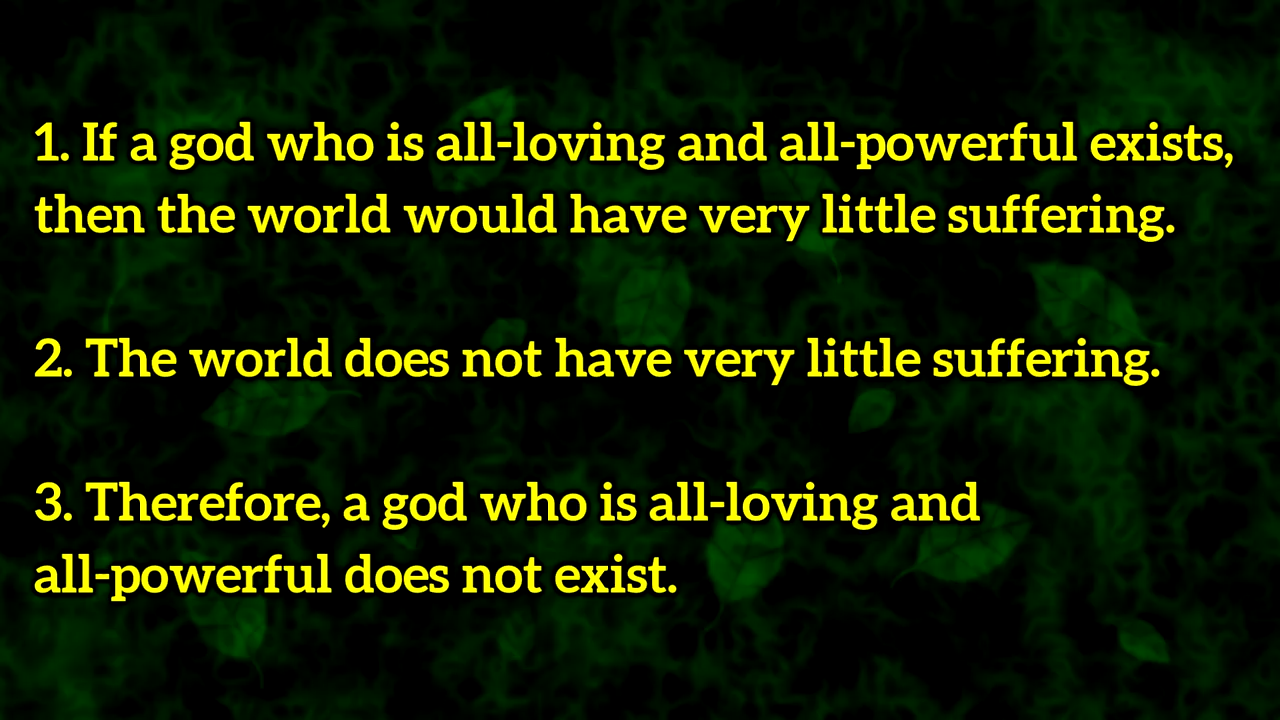 1. If a god who is all-loving and all-powerful exists,
then the world would have very little suffering.
2. The world does not have very little suffering.
3. Therefore, a god who is all-loving and
all-powerful does not exist.